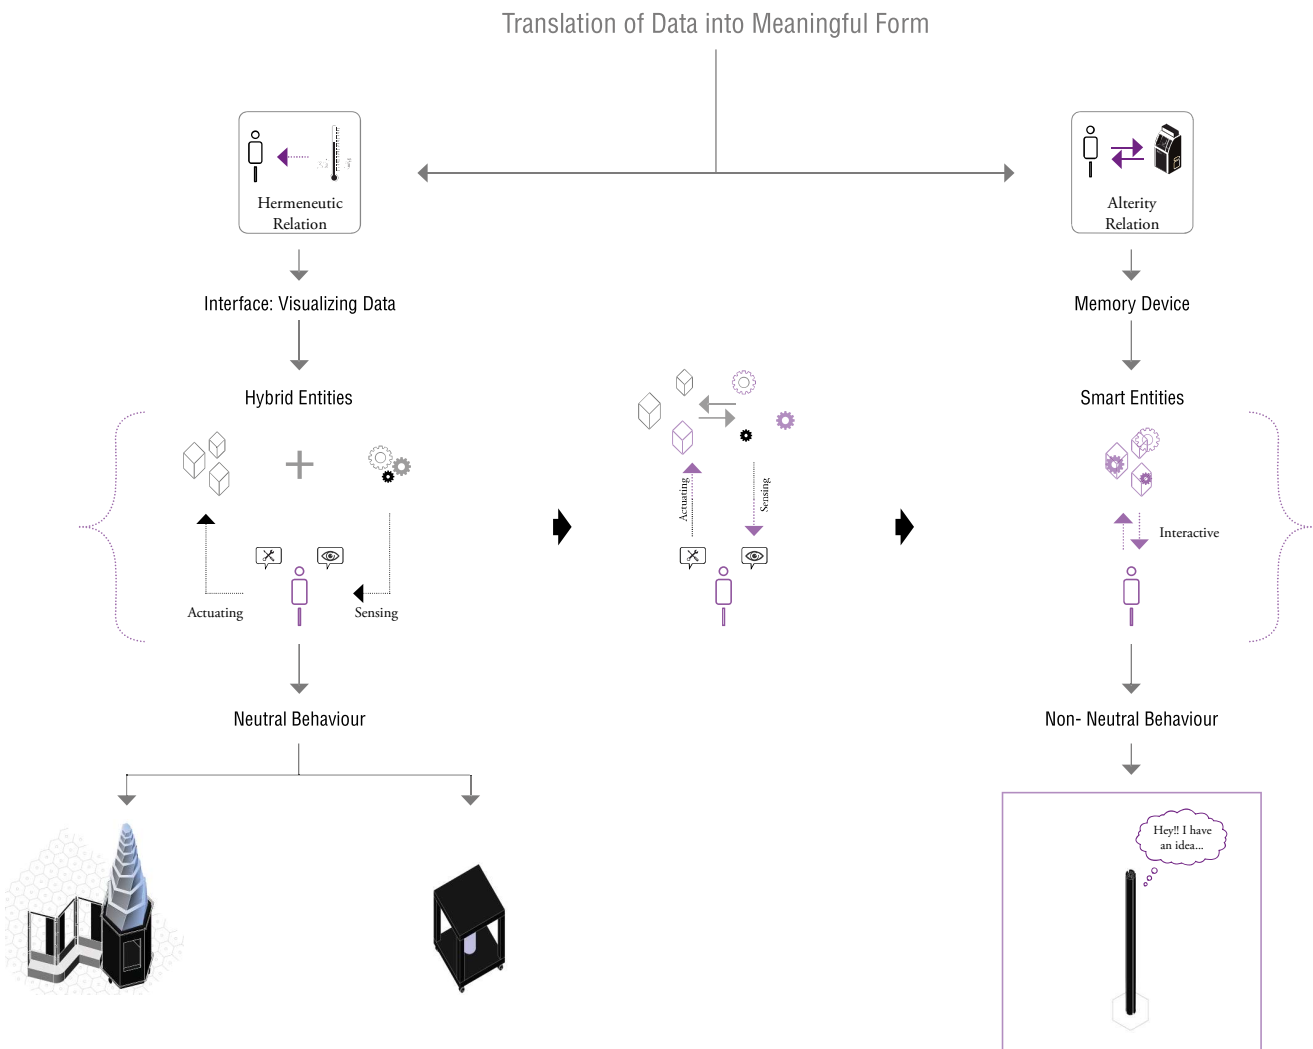 Translation of Data into Meaningful Form
Hermeneutic
Relation
Alterity
Relation
Interface: Visualizing Data
Memory Device
Hybrid Entities
Smart Entities
Actuating
Sensing
Actuating
Sensing
Interactive
Neutral Behaviour
Non- Neutral Behaviour
Hey!! I have
an idea...